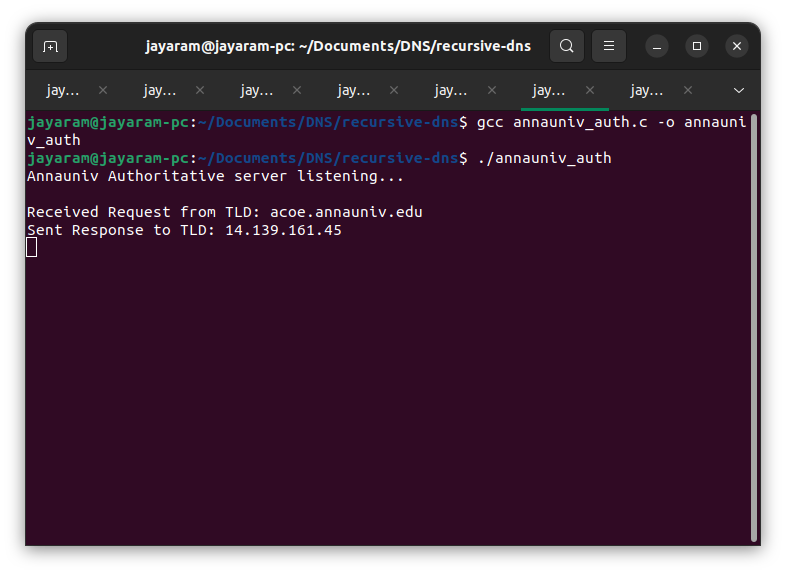 jayaram@jayaram-pc: ~/Documents/DNS/recursive-dns
jay... jay... jay... jay... jay... jay... jay...
jayaram@jayaram-pc:~/Documents/DNS/recursive-dns$ gcc annauniv_auth.c -o annauni
v_auth
jayaram@jayaram-pc:~/Documents/DNS/recursive-dns$ ./annauniv_auth
Annauniv Authoritative server listening...
Received Request from TLD: acoe.annauniv.edu
Sent Response to TLD: 14.139.161.45